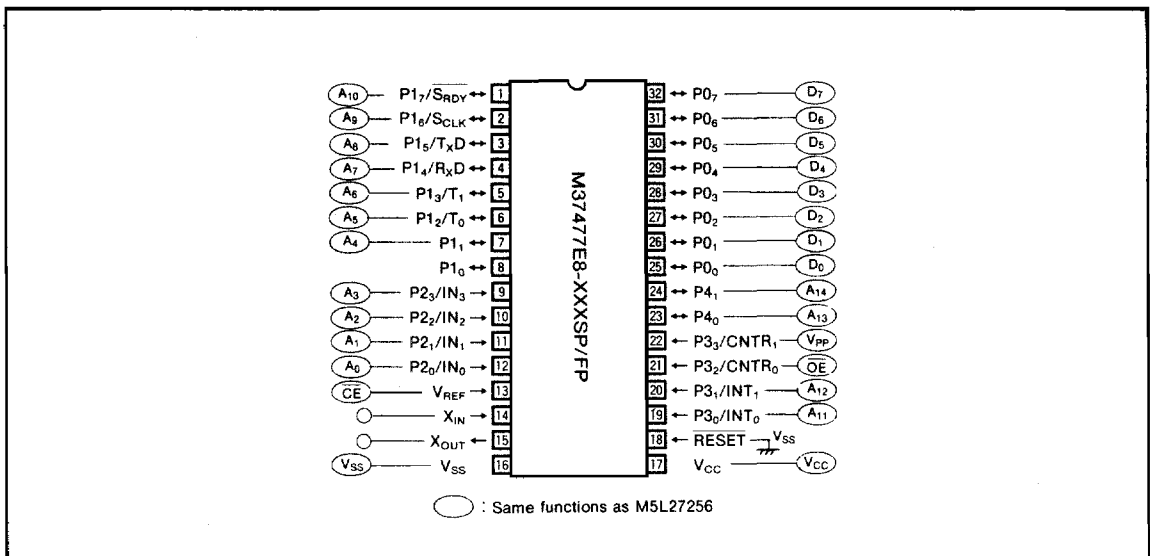 A10 P17/SRDY 1 32 P07 D7
A9 P16/SCLK 2 31 P06 D6
A8 P15/TXD 3 30 P05 D5
A7 P14/RXD 4 29 P04 D4
A6 P13/T1 5 28 P03 D3
A5 P12/T0 6 27 P02 D2
A4 P11 7 26 P01 D1
P10 8 25 P00 D0
A3 P23/IN3 9 24 P41 A14
A2 P22/IN2 10 23 P40 A13
A1 P21/IN1 11 22 P33/CNTR1 VPP
A0 P20/IN0 12 21 P32/CNTR0 OE
CE VREF 13 20 P31/INT1 A12
XIN 14 19 P30/INT0 A11
XOUT 15 18 RESET VSS
VSS VSS 16 17 VCC VCC
M37477E8-XXXSP/FP
: Same functions as M5L27256